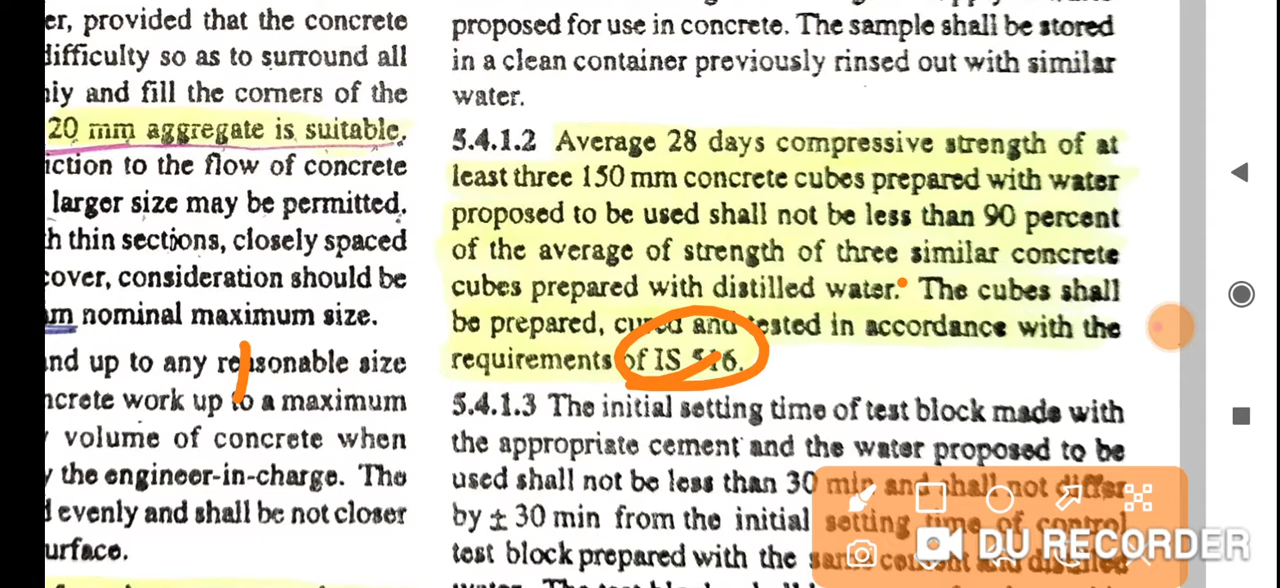 er, provided that the concrete
difficulty so as to surround all
nly and fill the corners of the
20 mm aggregate is suitable.
iction to the flow of concrete
larger size may be permitted.
h thin sections, closely spaced
cover, consideration should be
m nominal maximum size.
nd up to any reasonable size
ncrete work up to a maximum
volume of concrete when
y the engineer-in-charge. The
d evenly and shall be not closer
urface.
proposed for use in concrete. The sample shall be stored
in a clean container previously rinsed out with similar
water.
5.4.1.2 Average 28 days compressive strength of at
least three 150 mm concrete cubes prepared with water
proposed to be used shall not be less than 90 percent
of the average of strength of three similar concrete
cubes prepared with distilled water. The cubes shall
be prepared, cured and tested in accordance with the
requirements of IS 516.
5.4.1.3 The initial setting time of test block made with
the appropriate cement and the water proposed to be
used shall not be less than 30 min and shall not differ
by ± 30 min from the initial setting time of control
test block prepared with the same cement and distilled
DU RECORDER